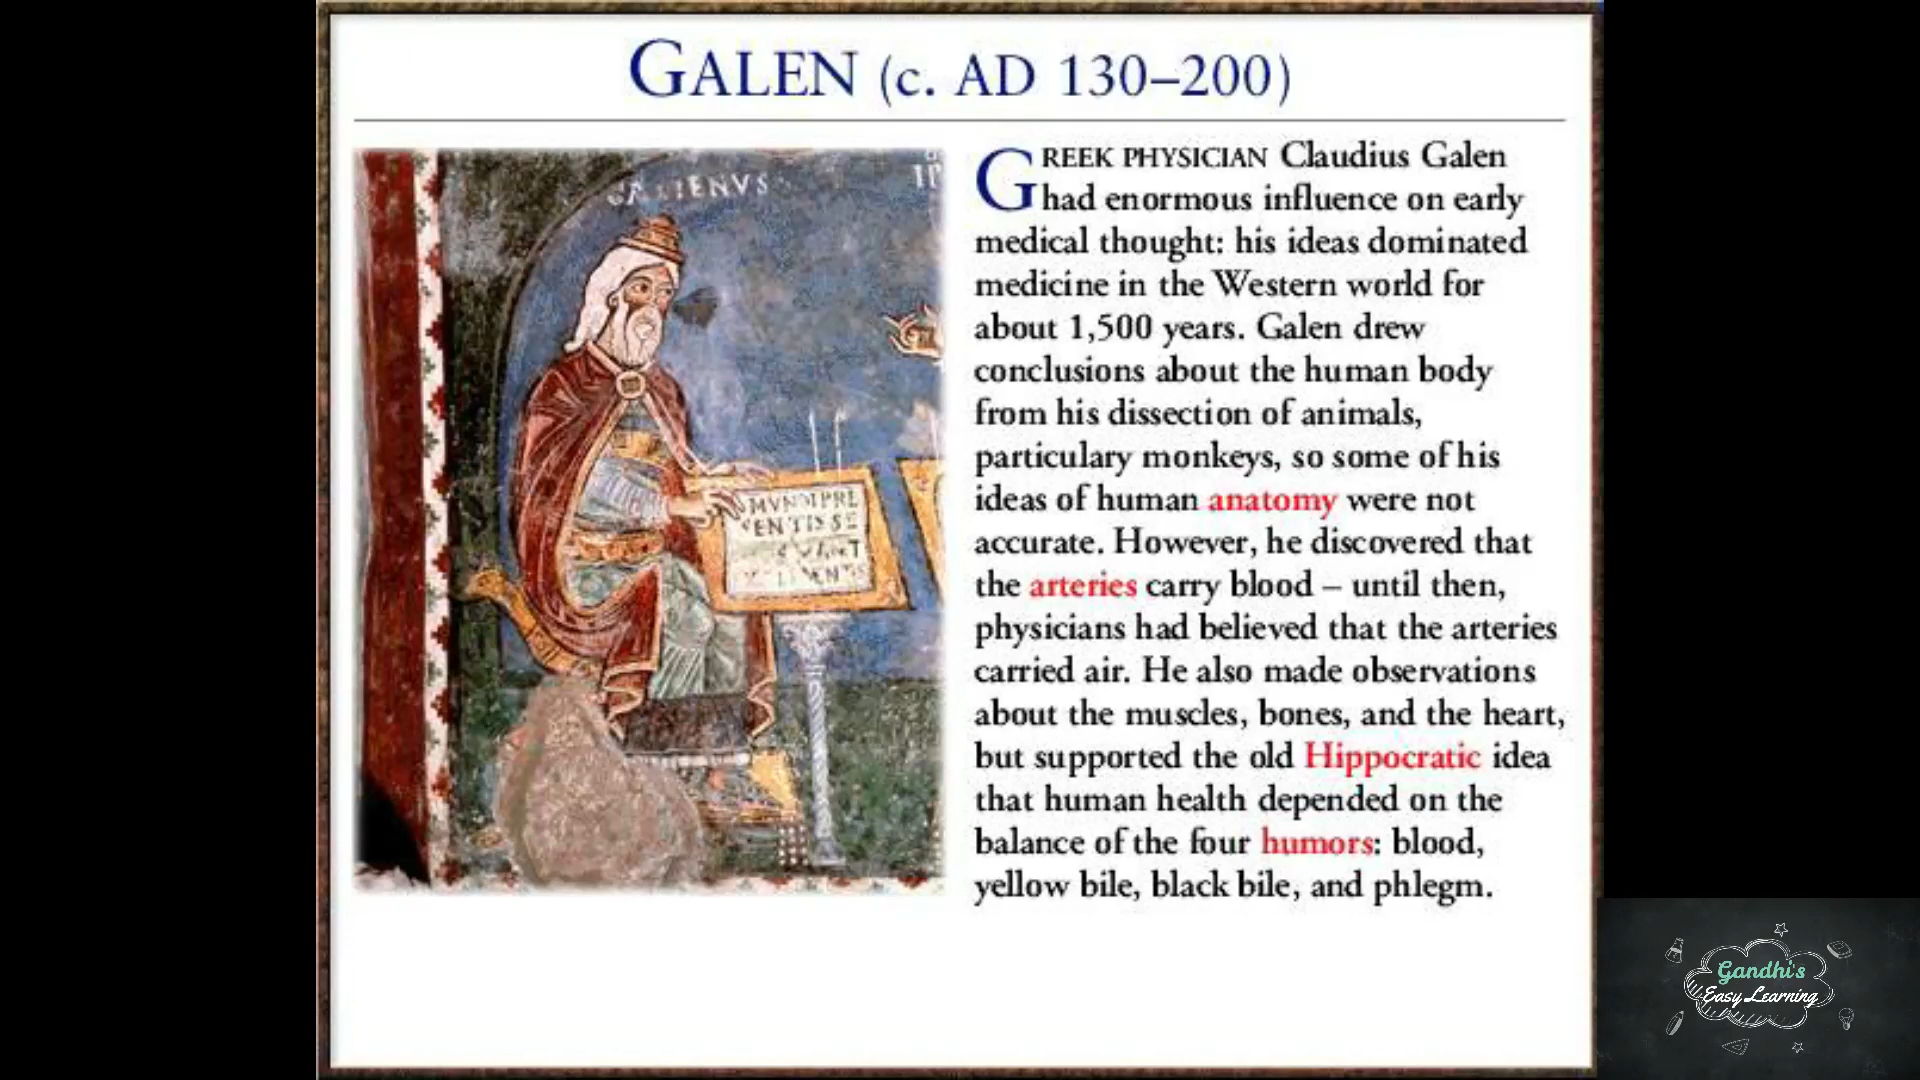 GALEN (c. AD 130–200)
GALIENVS
GREEK PHYSICIAN Claudius Galen
had enormous influence on early
medical thought: his ideas dominated
medicine in the Western world for
about 1,500 years. Galen drew
conclusions about the human body
from his dissection of animals,
particulary monkeys, so some of his
ideas of human anatomy were not
accurate. However, he discovered that
the arteries carry blood – until then,
physicians had believed that the arteries
carried air. He also made observations
about the muscles, bones, and the heart,
but supported the old Hippocratic idea
that human health depended on the
balance of the four humors: blood,
yellow bile, black bile, and phlegm.
Gandhi's
Easy Learning